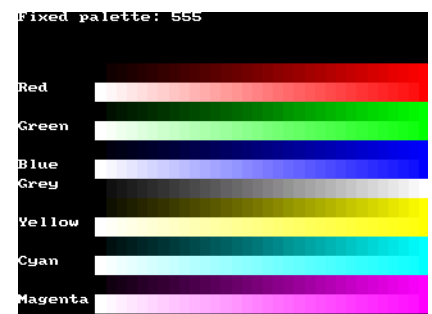 Fixed palette: 555
Red
Green
Blue
Grey
Yellow
Cyan
Magenta